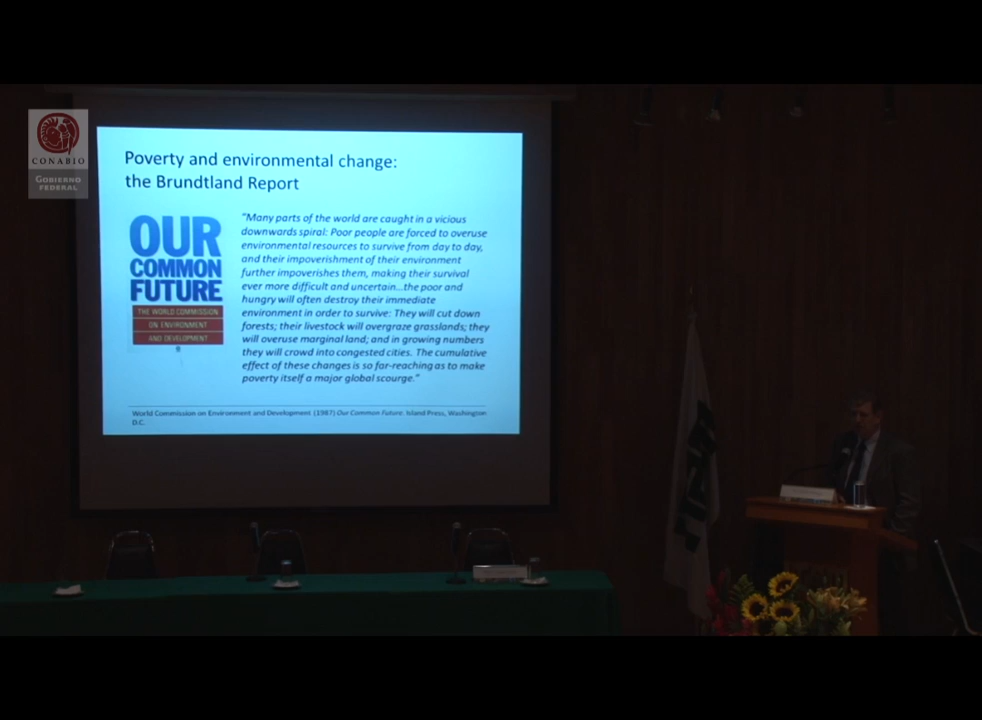 CONABIO
GOBIERNO
FEDERAL
Poverty and environmental change:
the Brundtland Report
OUR
COMMON
FUTURE
THE WORLD COMMISSION
ON ENVIRONMENT
AND DEVELOPMENT
"Many parts of the world are caught in a vicious
downwards spiral: Poor people are forced to overuse
environmental resources to survive from day to day,
and their impoverishment of their environment
further impoverishes them, making their survival
ever more difficult and uncertain...the poor and
hungry will often destroy their immediate
environment in order to survive: They will cut down
forests; their livestock will overgraze grasslands; they
will overuse marginal land; and in growing numbers
they will crowd into congested cities. The cumulative
effect of these changes is so far-reaching as to make
poverty itself a major global scourge."
World Commission on Environment and Development (1987) Our Common Future. Island Press, Washington
D.C.